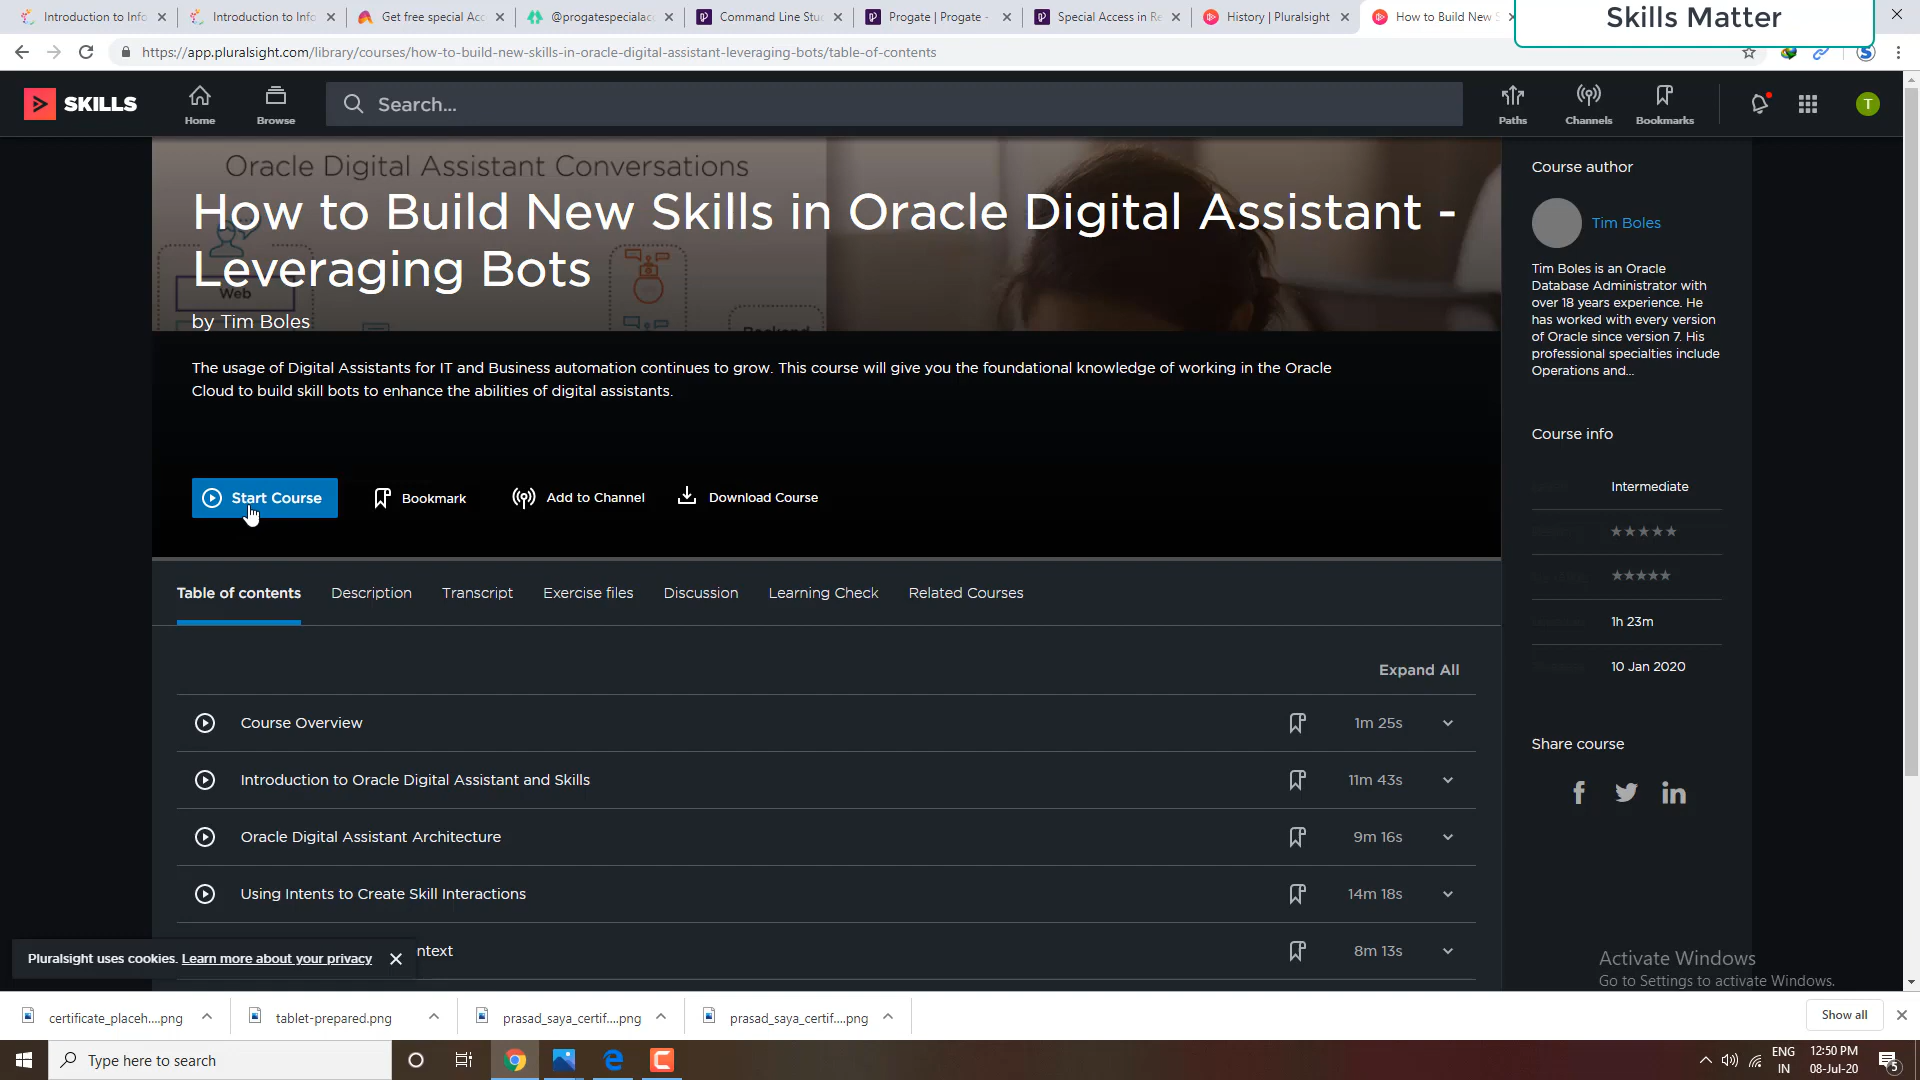 Introduction to Info
Introduction to Info
Get free special Acc
@progatespecialac
Command Line Stu
Progate | Progate -
Special Access in Re
History | Pluralsight
How to Build New S
Skills Matter
https://app.pluralsight.com/library/courses/how-to-build-new-skills-in-oracle-digital-assistant-leveraging-bots/table-of-contents
SKILLS
Home
Browse
Search...
Paths
Channels
Bookmarks
T
Oracle Digital Assistant Conversations
How to Build New Skills in Oracle Digital Assistant -
Leveraging Bots
Web
Backend
by Tim Boles
The usage of Digital Assistants for IT and Business automation continues to grow. This course will give you the foundational knowledge of working in the Oracle
Cloud to build skill bots to enhance the abilities of digital assistants.
Start Course
Bookmark
Add to Channel
Download Course
Course author
Tim Boles
Tim Boles is an Oracle
Database Administrator with
over 18 years experience. He
has worked with every version
of Oracle since version 7. His
professional specialties include
Operations and...
Course info
Intermediate
★★★★★
★★★★★
1h 23m
10 Jan 2020
Share course
Table of contents
Description
Transcript
Exercise files
Discussion
Learning Check
Related Courses
Expand All
Course Overview
1m 25s
Introduction to Oracle Digital Assistant and Skills
11m 43s
Oracle Digital Assistant Architecture
9m 16s
Using Intents to Create Skill Interactions
14m 18s
ntext
8m 13s
Pluralsight uses cookies. Learn more about your privacy
Activate Windows
Go to Settings to activate Windows.
certificate_placeh....png
tablet-prepared.png
prasad_saya_certif....png
prasad_saya_certif....png
Show all
Type here to search
ENG
IN
12:50 PM
08-Jul-20
5